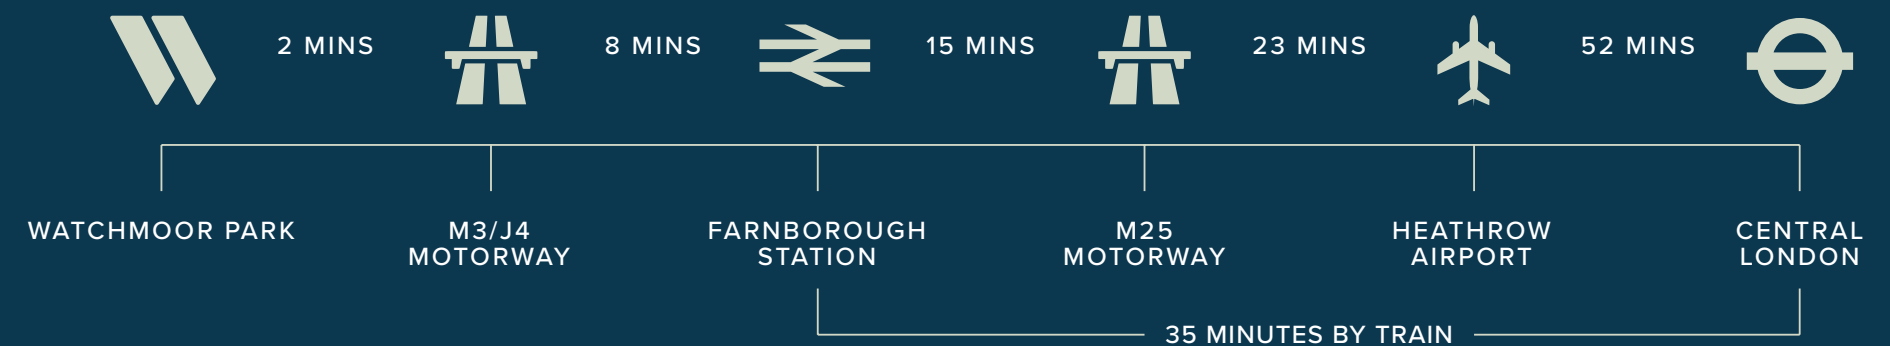 2 MINS
8 MINS
15 MINS
23 MINS
52 MINS
WATCHMOOR PARK
M3/J4
MOTORWAY
FARNBOROUGH
STATION
M25
MOTORWAY
HEATHROW
AIRPORT
CENTRAL
LONDON
35 MINUTES BY TRAIN